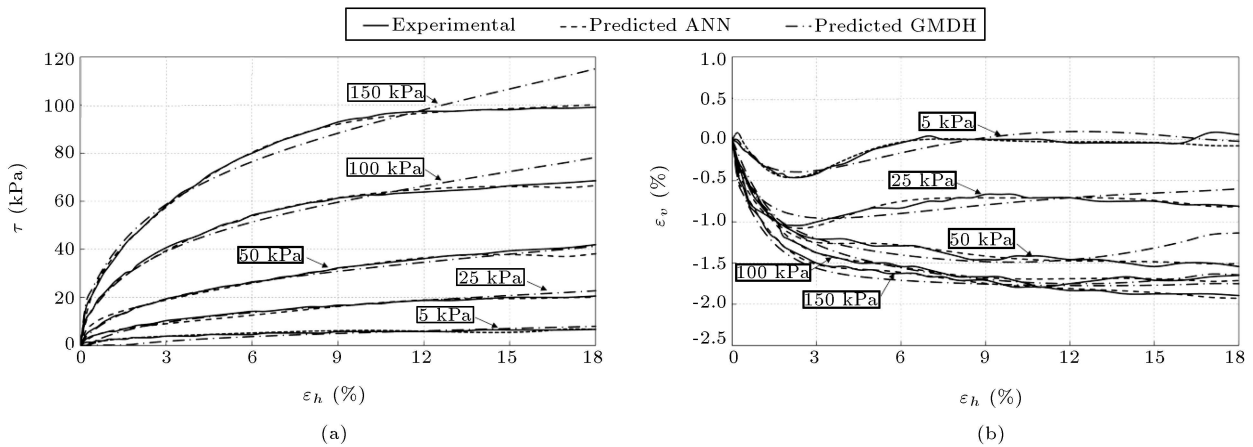 Experimental Predicted ANN Predicted GMDH
120
100
80
60
40
20
0
τ (kPa)
150 kPa
100 kPa
50 kPa
25 kPa
5 kPa
0 3 6 9 12 15 18
εh (%)
(a)
1.0
0.5
0.0
-0.5
-1.0
-1.5
-2.0
-2.5
εv (%)
5 kPa
25 kPa
50 kPa
100 kPa
150 kPa
0 3 6 9 12 15 18
εh (%)
(b)